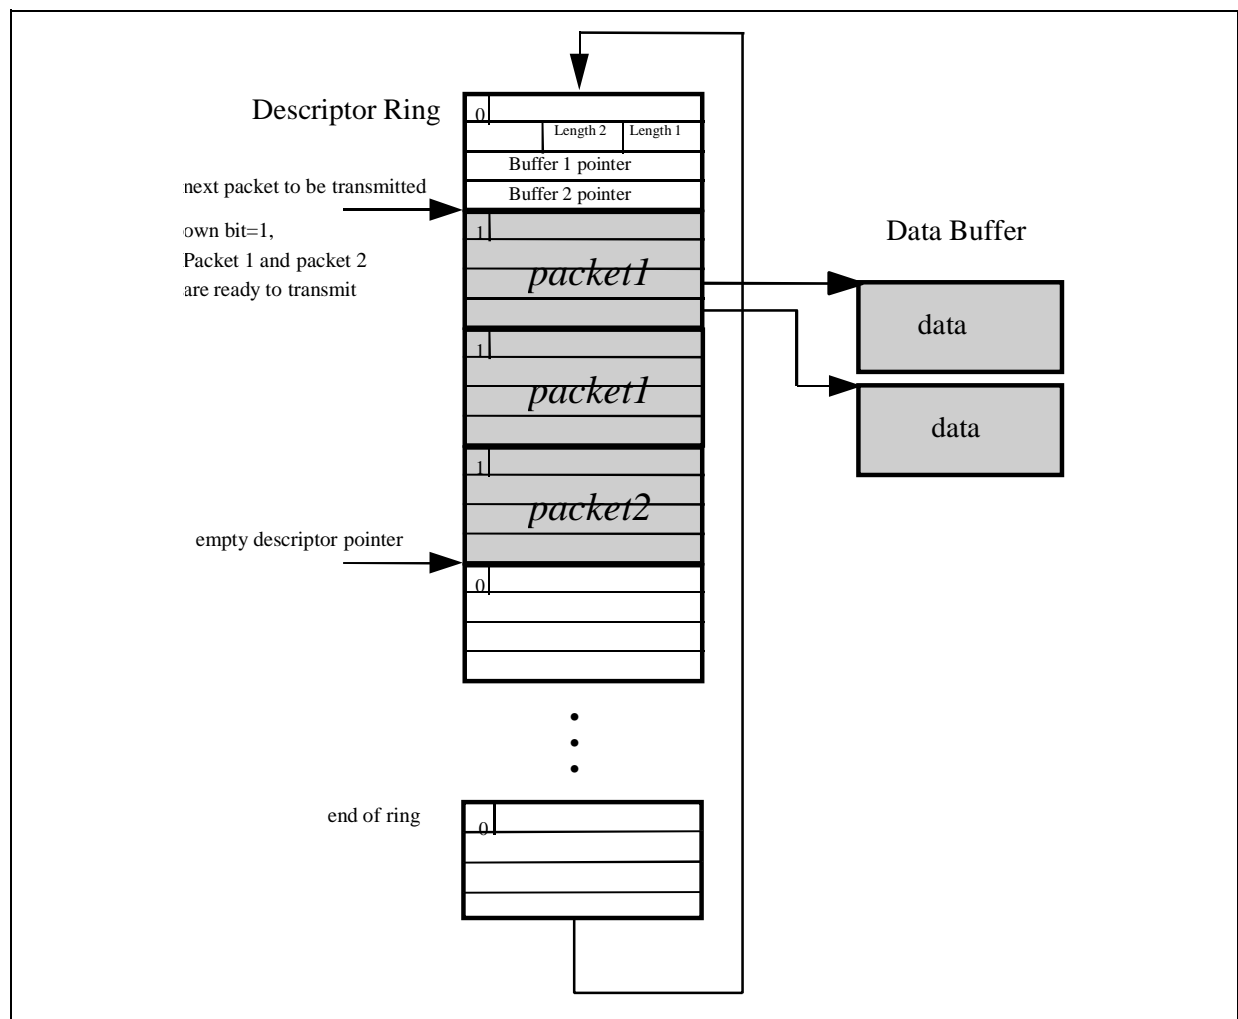 Descriptor Ring
0
Length 2 Length 1
Buffer 1 pointer
Buffer 2 pointer
next packet to be transmitted
own bit=1,
Packet 1 and packet 2
are ready to transmit
1
packet1
1
packet1
1
packet2
empty descriptor pointer
0
end of ring
0
Data Buffer
data
data